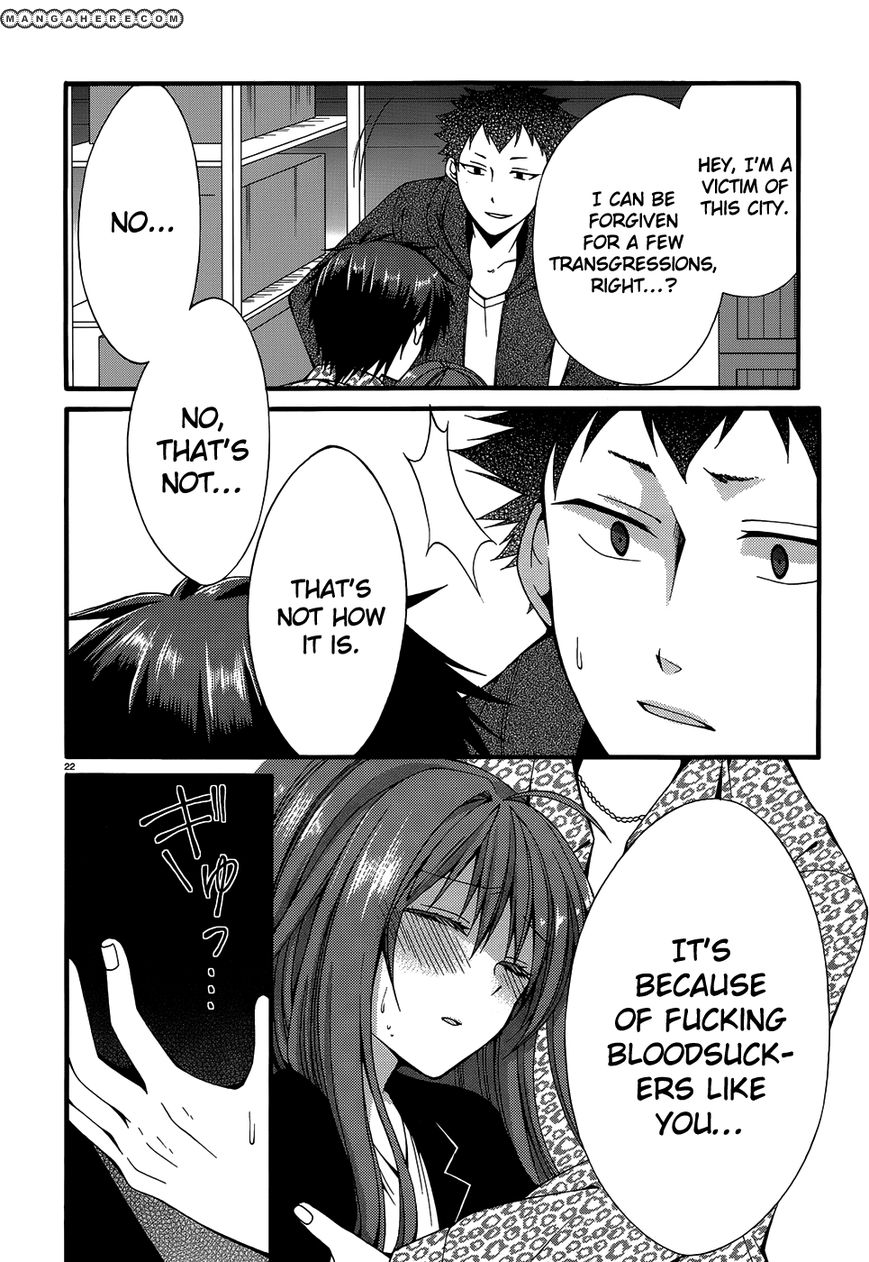 MANGAHERE.COM
HEY, I'M A
VICTIM OF
THIS CITY.
I CAN BE
FORGIVEN
FOR A FEW
TRANSGRESSIONS,
RIGHT...?
NO...
NO,
THAT'S
NOT...
THAT'S
NOT HOW
IT IS.
22
IT'S
BECAUSE
OF FUCKING
BLOODSUCK-
ERS LIKE
YOU...
ぎゅっ…